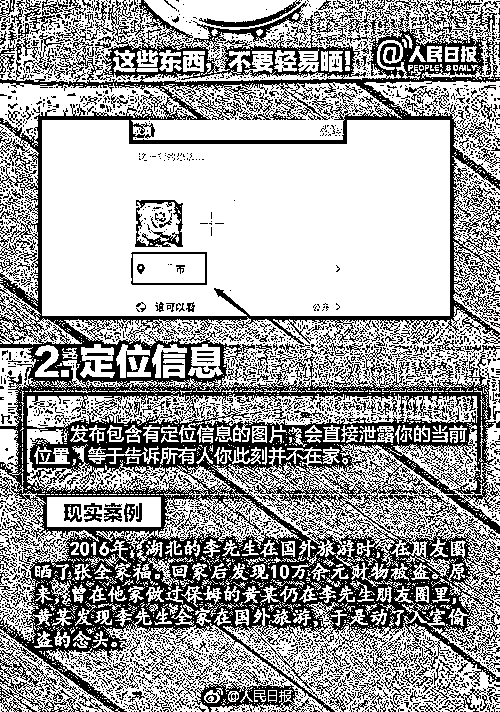 这些东西，不要轻易晒!
@人民日报
PEOPLE'S DAILY
这一刻的想法...
市
谁可以看
公开
2.定位信息
发布包含有定位信息的图片，会直接泄露你的当前
位置，等于告诉所有人你此刻并不在家。
现实案例
2016年，湖北的李先生在国外旅游时，在朋友圈
晒了张全家福。回家后发现10万余元财物被盗。原
来，曾在他家做过保姆的黄某仍在李先生朋友圈里，
黄某发现李先生全家在国外旅游，于是动了入室偷
盗的念头。
@人民日报